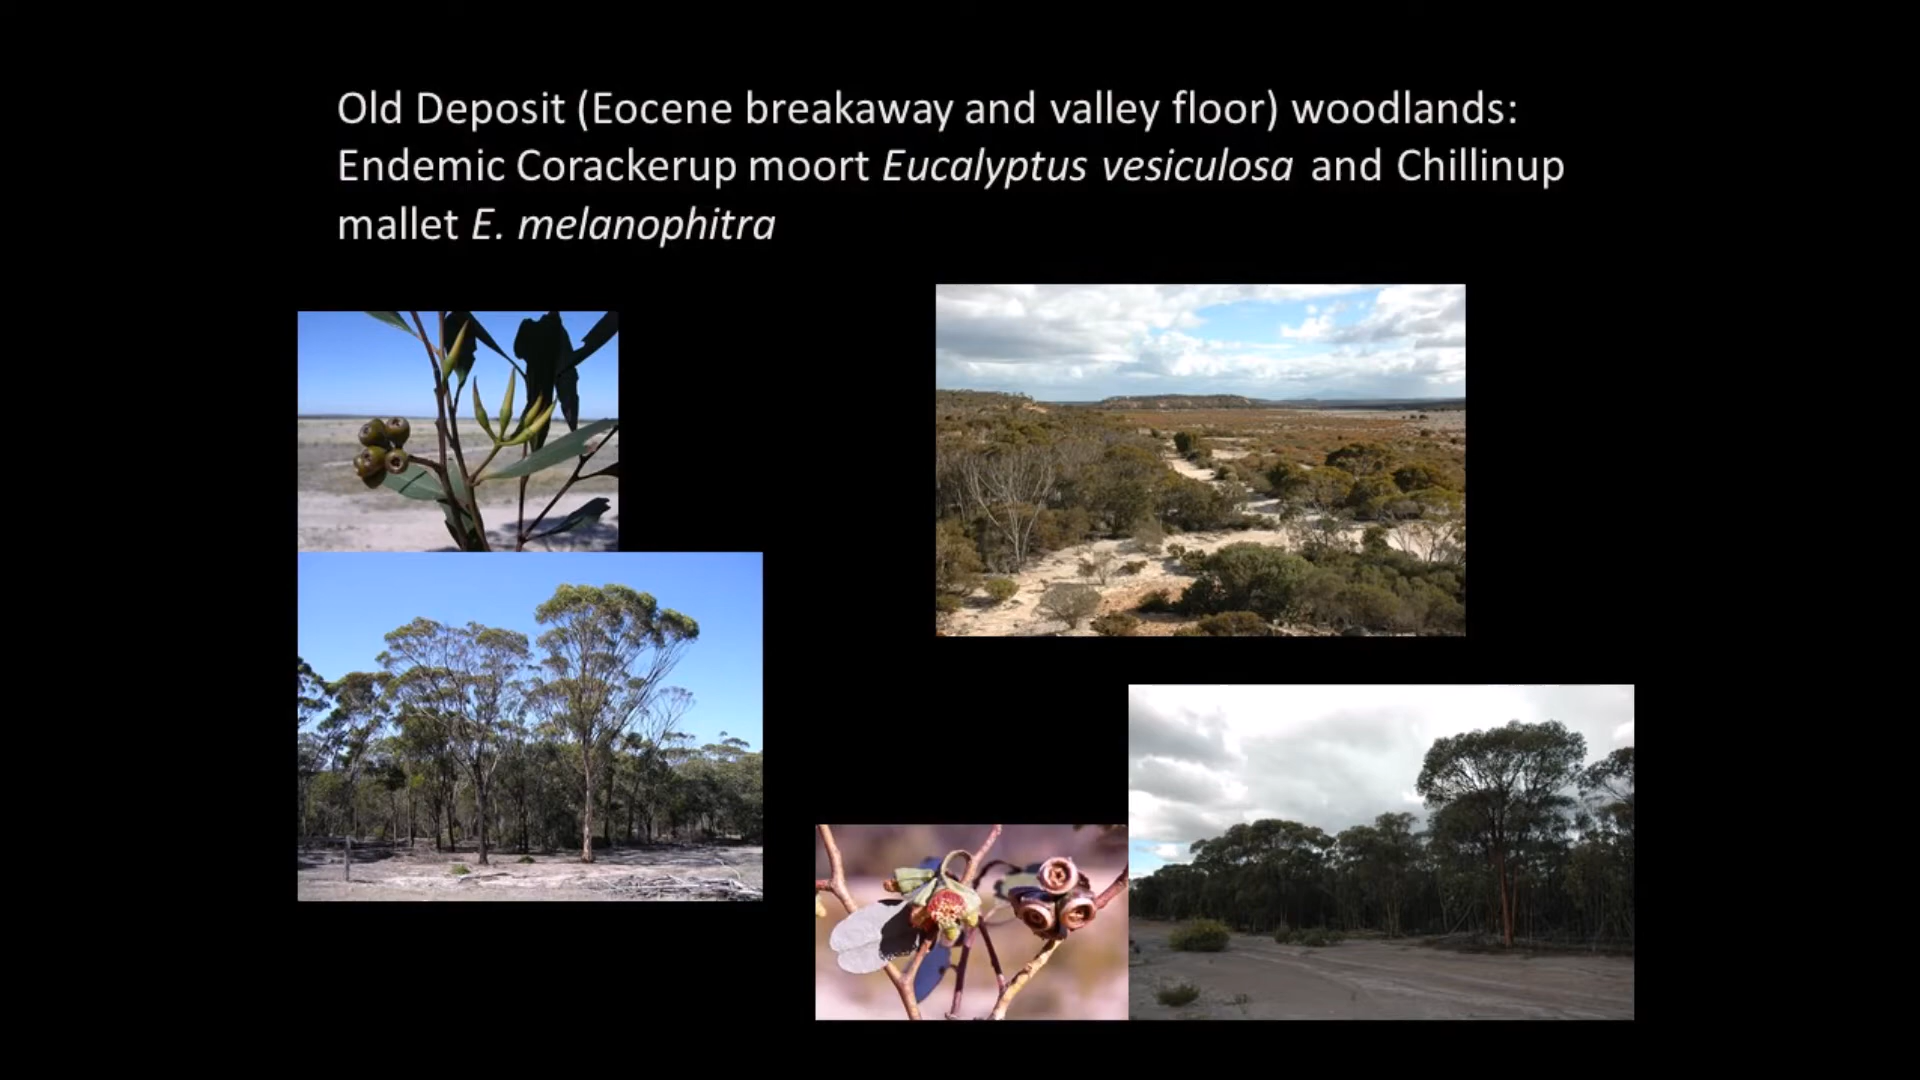 Old Deposit (Eocene breakaway and valley floor) woodlands:
Endemic Corackerup moort Eucalyptus vesiculosa and Chillinup
mallet E. melanophitra